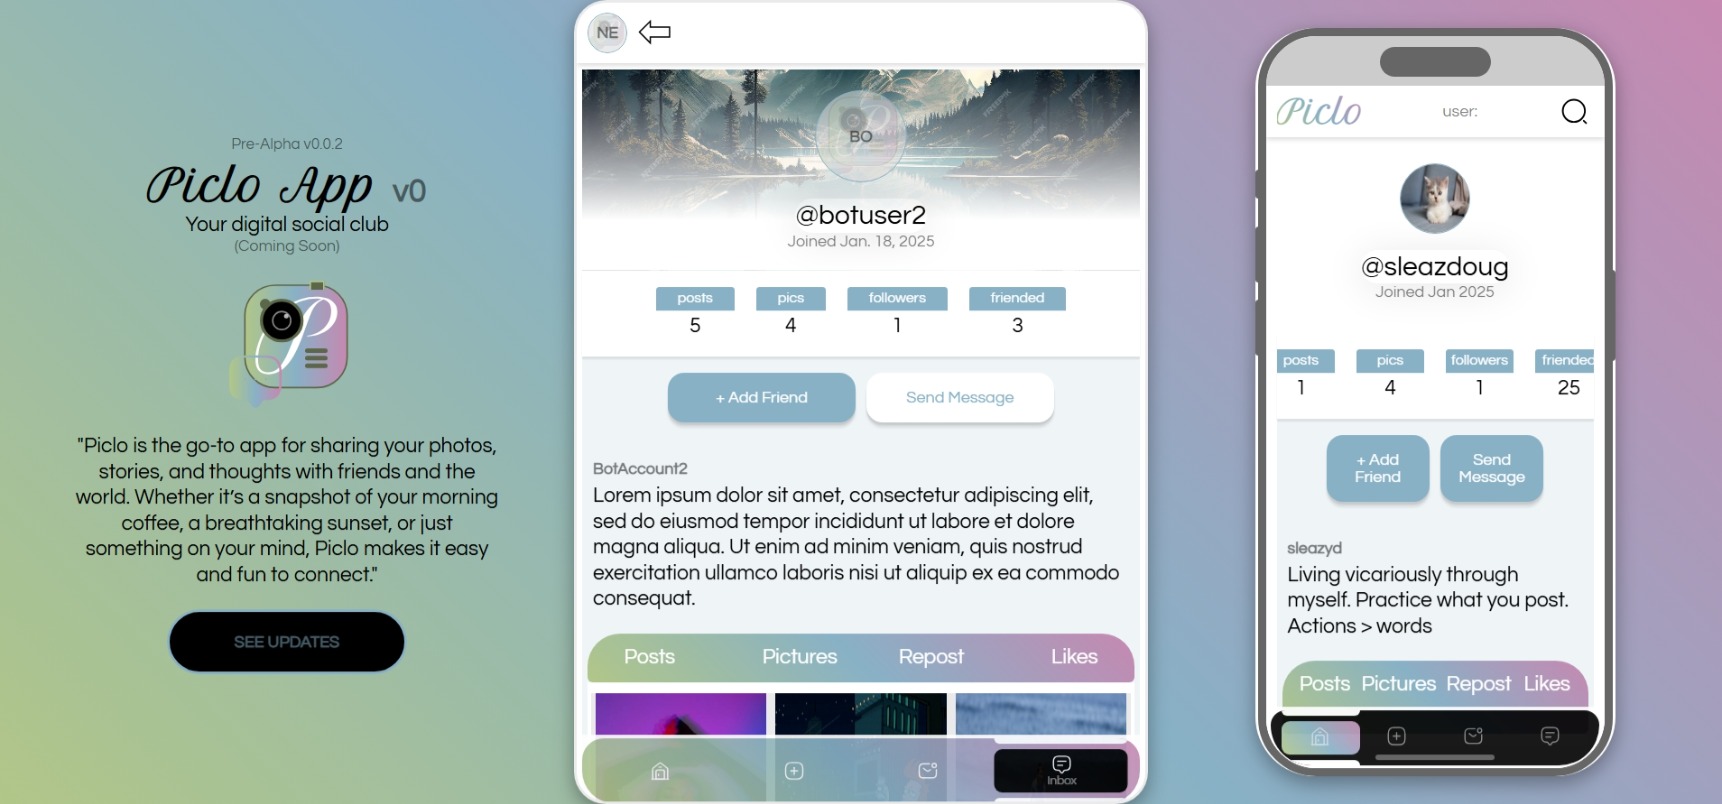 Pre-Alpha v0.0.2
Piclo App v0
Your digital social club
(Coming Soon)
P
"Piclo is the go-to app for sharing your photos,
stories, and thoughts with friends and the
world. Whether it’s a snapshot of your morning
coffee, a breathtaking sunset, or just
something on your mind, Piclo makes it easy
and fun to connect."
SEE UPDATES
NE
BO
@botuser2
Joined Jan. 18, 2025
posts pics followers friended
5 4 1 3
+ Add Friend Send Message
BotAccount2
Lorem ipsum dolor sit amet, consectetur adipiscing elit,
sed do eiusmod tempor incididunt ut labore et dolore
magna aliqua. Ut enim ad minim veniam, quis nostrud
exercitation ullamco laboris nisi ut aliquip ex ea commodo
consequat.
Posts Pictures Repost Likes
Inbox
Piclo user:
@sleazdoug
Joined Jan 2025
posts pics followers friended
1 4 1 25
+ Add
Friend
Send
Message
sleazyd
Living vicariously through
myself. Practice what you post.
Actions > words
Posts Pictures Repost Likes